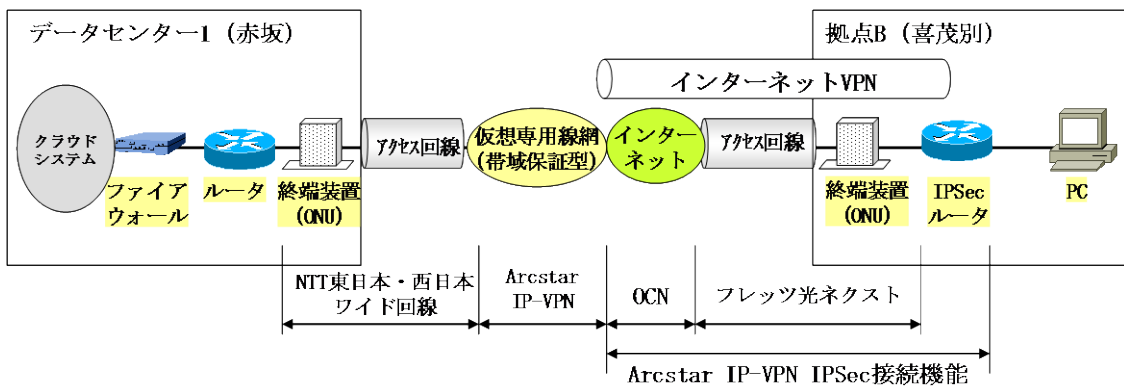 データセンター1（赤坂）
拠点B（喜茂別）
インターネットVPN
クラウド
システム
アクセス回線
仮想専用線網
(帯域保証型)
インター
ネット
アクセス回線
ファイア
ウォール
ルータ
終端装置
(ONU)
終端装置
(ONU)
IPSec
ルータ
PC
NTT東日本・西日本
ワイド回線
Arcstar
IP-VPN
OCN
フレッツ光ネクスト
Arcstar IP-VPN IPSec接続機能